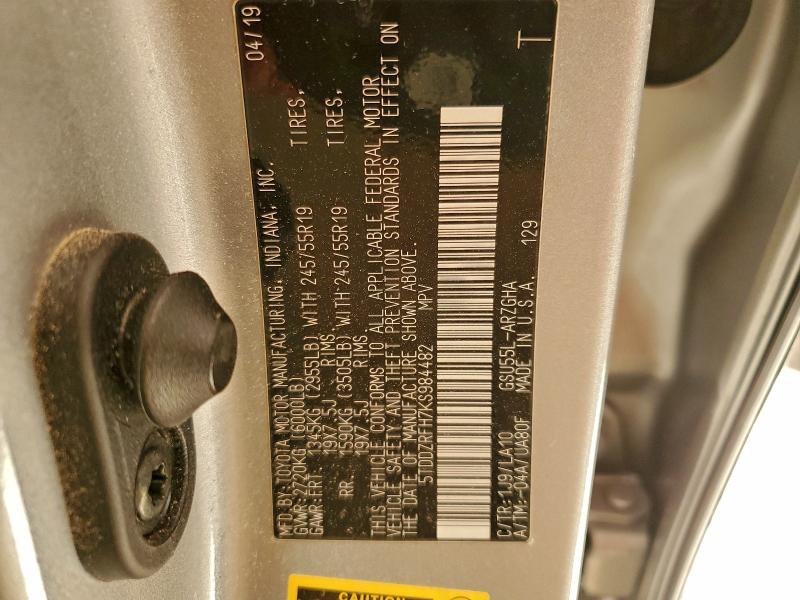 MFD.BY:TOYOTA MOTOR MANUFACTURING, INDIANA, INC. 04/19
GVWR:2720KG (6000LB)
GAWR:FRT 1345KG (2955LB) WITH 245/55R19 TIRES,
19X7.5J RIMS
RR. 1590KG (3505LB) WITH 245/55R19 TIRES,
19X7.5J RIMS
THIS VEHICLE CONFORMS TO ALL APPLICABLE FEDERAL MOTOR
VEHICLE SAFETY AND THEFT PREVENTION STANDARDS IN EFFECT ON
THE DATE OF MANUFACTURE SHOWN ABOVE.
5TDDZRFH7KS984482 MPV
C/TR:1J9/LA10 GSU55L-ARZGHA
A/TM:-04A/UA80F MADE IN U.S.A. 129 T
CAUTION